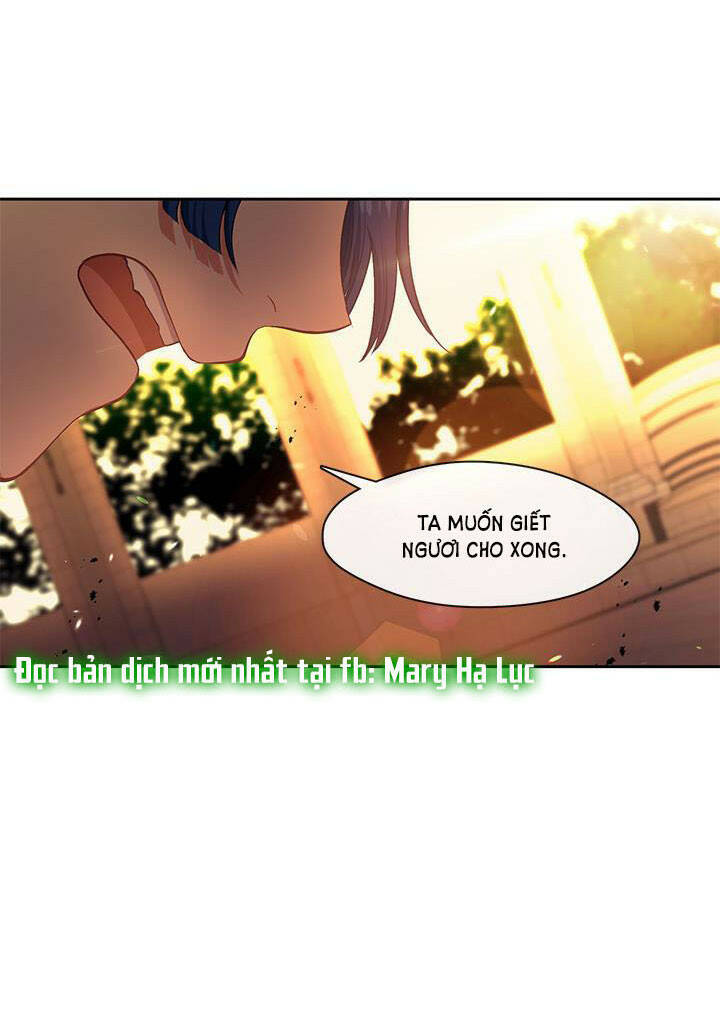 TA MUỐN GIẾT
NGƯƠI CHO XONG.
Đọc bản dịch mới nhất tại fb: Mary Hạ Lục